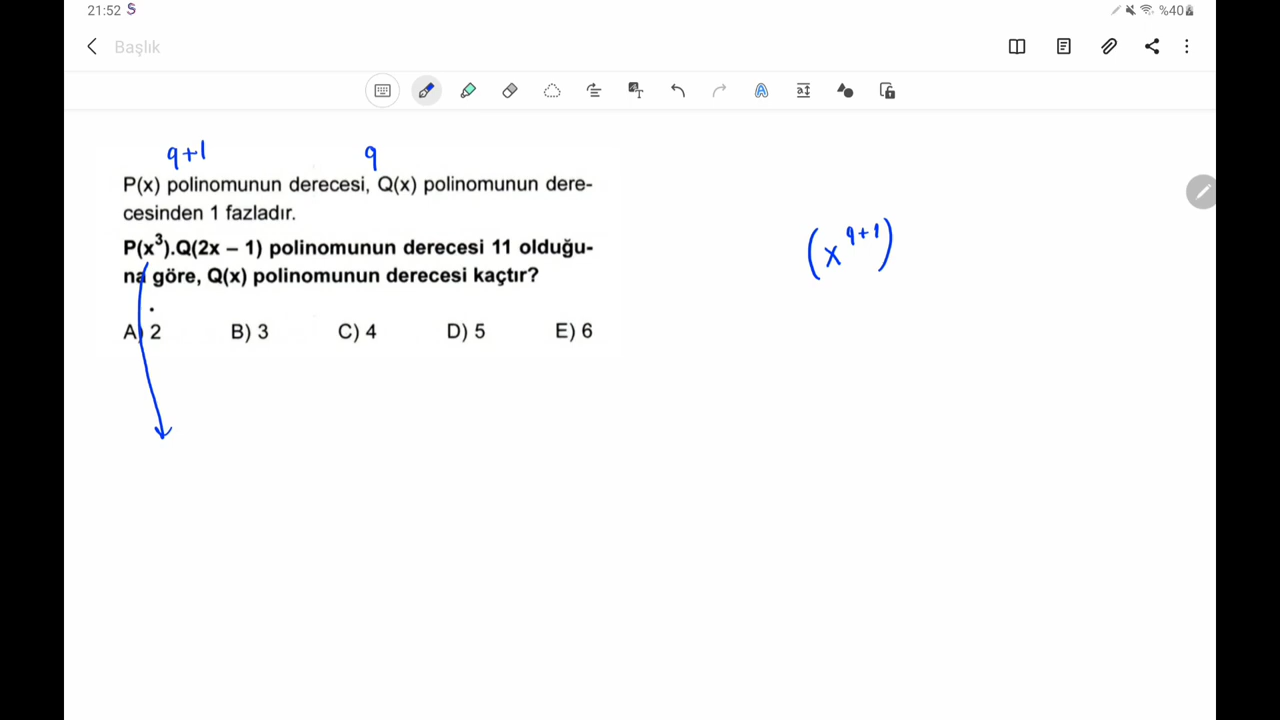 21:52 S
%40
Başlık
q+1 q
P(x) polinomunun derecesi, Q(x) polinomunun dere-
cesinden 1 fazladır.
P(x³).Q(2x – 1) polinomunun derecesi 11 olduğu-
na göre, Q(x) polinomunun derecesi kaçtır?
A) 2 B) 3 C) 4 D) 5 E) 6
(x^{q+1})